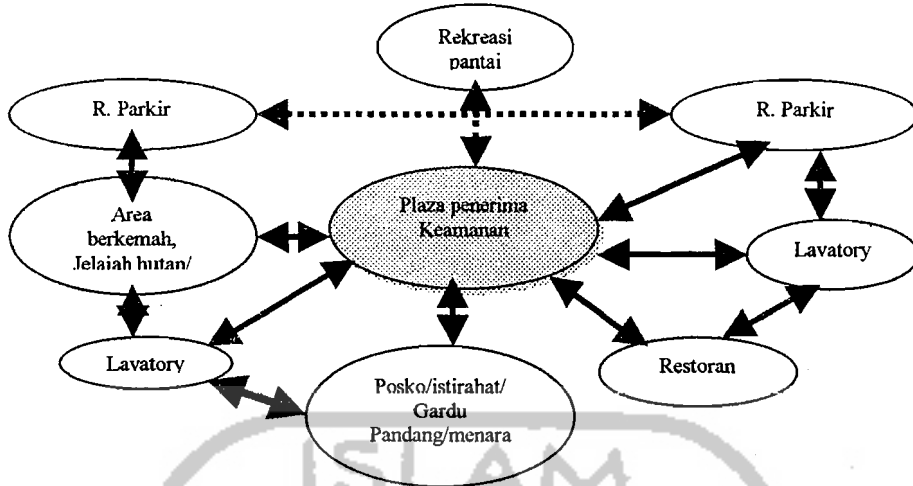 Rekreasi
pantai
R. Parkir
R. Parkir
Plaza penerima
Keamanan
Area
berkemah,
Jelajah hutan/
Lavatory
Lavatory
Restoran
Posko/istirahat/
Gardu
Pandang/menara
ISLAM